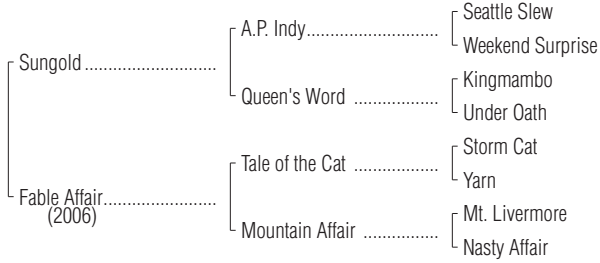 Seattle Slew
A.P. Indy..............................
Weekend Surprise
Sungold ..............................
Kingmambo
Queen's Word ...................
Under Oath
Storm Cat
Tale of the Cat ...................
Yarn
Fable Affair..........................
(2006)
Mt. Livermore
Mountain Affair .................
Nasty Affair